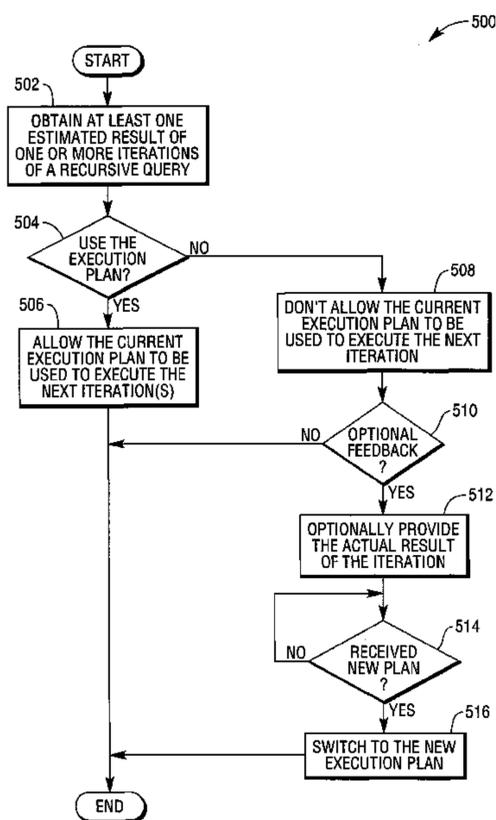 500
START
502
OBTAIN AT LEAST ONE
ESTIMATED RESULT OF
ONE OR MORE ITERATIONS
OF A RECURSIVE QUERY
504
USE THE
EXECUTION
PLAN?
NO
YES
506
ALLOW THE CURRENT
EXECUTION PLAN TO BE
USED TO EXECUTE THE
NEXT ITERATION(S)
508
DON'T ALLOW THE CURRENT
EXECUTION PLAN TO BE
USED TO EXECUTE THE NEXT
ITERATION
510
OPTIONAL
FEEDBACK
?
NO
YES
512
OPTIONALLY PROVIDE
THE ACTUAL RESULT
OF THE ITERATION
514
RECEIVED
NEW PLAN
?
NO
YES
516
SWITCH TO THE NEW
EXECUTION PLAN
END